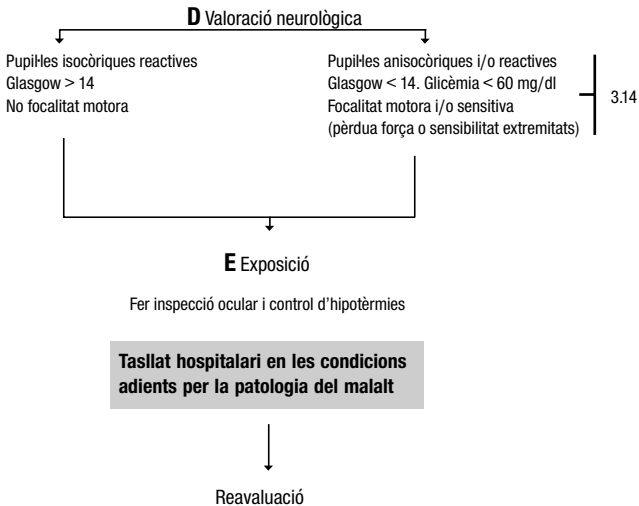 D Valoració neurològica
Pupil·les isocòriques reactives
Glasgow > 14
No focalitat motora
Pupil·les anisocòriques i/o reactives
Glasgow < 14. Glicèmia < 60 mg/dl
Focalitat motora i/o sensitiva
(pèrdua força o sensibilitat extremitats)
3.14
E Exposició
Fer inspecció ocular i control d’hipotèrmies
Tasllat hospitalari en les condicions
adients per la patologia del malalt
Reavaluació